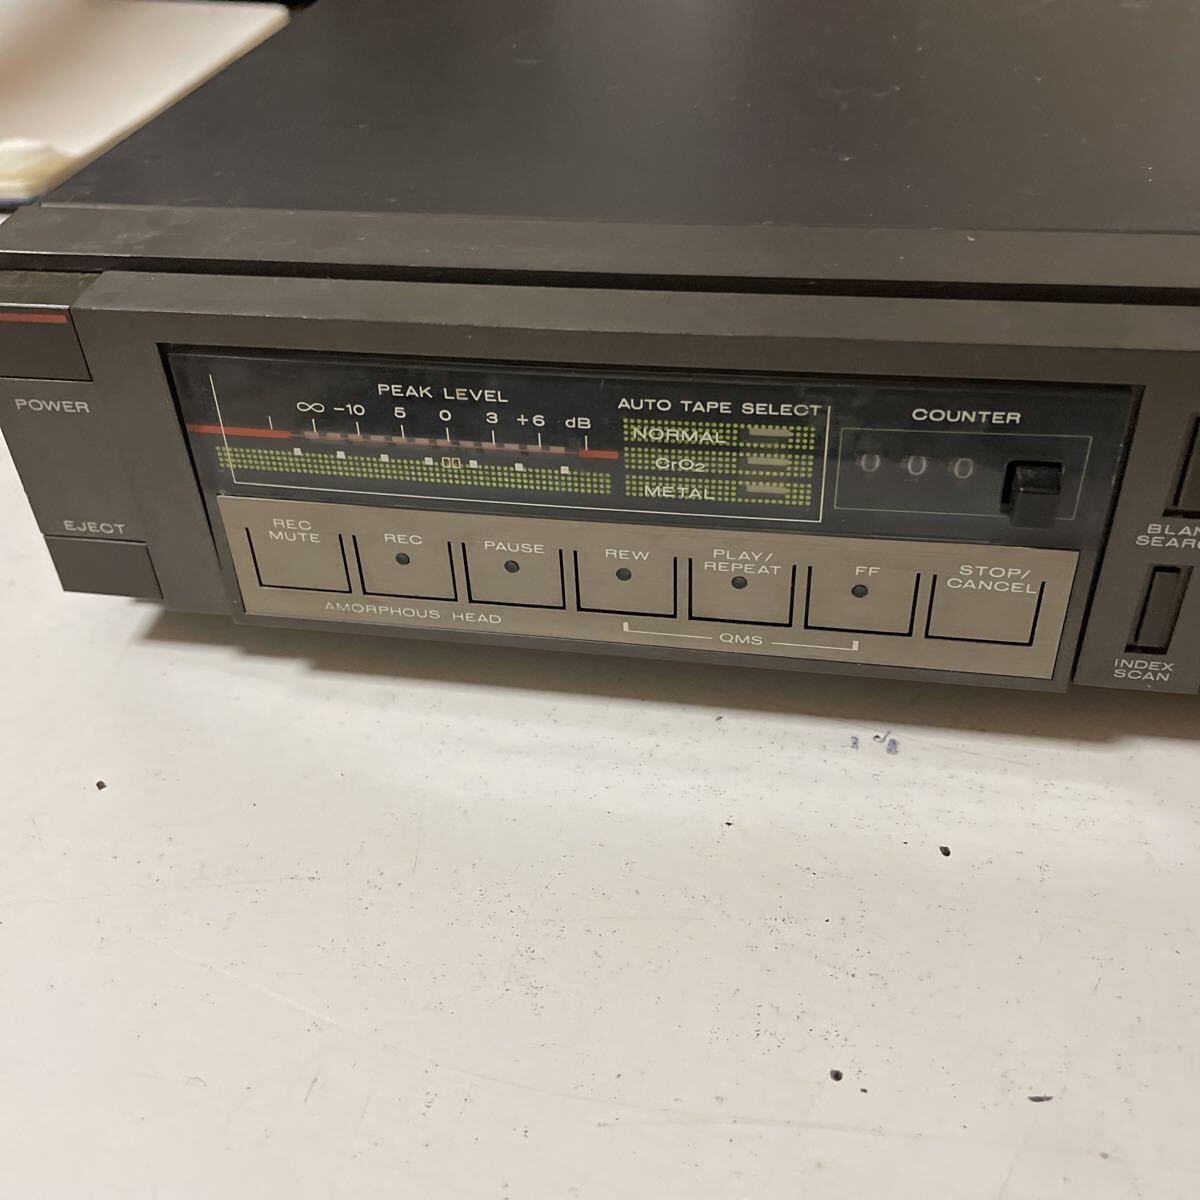 POWER
EJECT
PEAK LEVEL
∞ -10 5 0 3 +6 dB
AUTO TAPE SELECT
NORMAL
CrO2
METAL
COUNTER
0 0 0
REC MUTE
REC
PAUSE
REW
PLAY/
REPEAT
FF
STOP/
CANCEL
AMORPHOUS HEAD
QMS
INDEX
SCAN